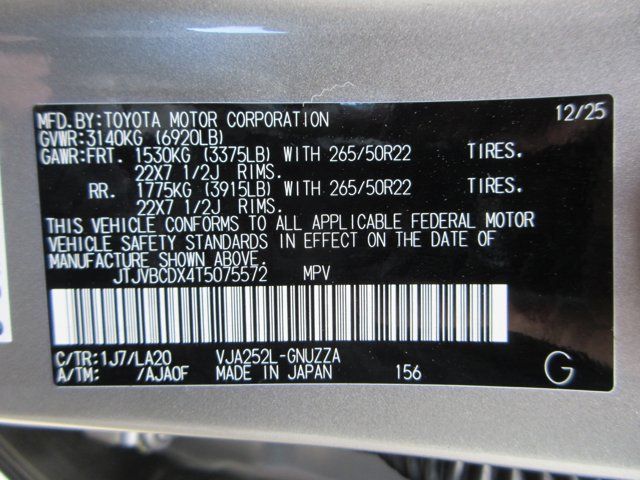 MFD.BY:TOYOTA MOTOR CORPORATION 12/25
GVWR:3140KG (6920LB)
GAWR:FRT. 1530KG (3375LB) WITH 265/50R22 TIRES.
22X7 1/2J RIMS.
RR. 1775KG (3915LB) WITH 265/50R22 TIRES.
22X7 1/2J RIMS.
THIS VEHICLE CONFORMS TO ALL APPLICABLE FEDERAL MOTOR
VEHICLE SAFETY STANDARDS IN EFFECT ON THE DATE OF
MANUFACTURE SHOWN ABOVE.
JTJVBCDX4T5075572 MPV
C/TR:1J7/LA20 VJA252L-GNUZZA
A/TM: /AJA0F MADE IN JAPAN 156 G